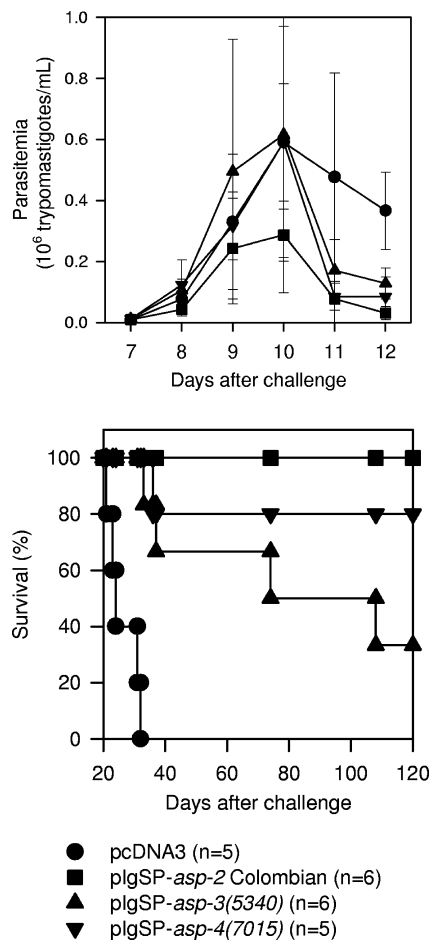 1.0
0.8
0.6
0.4
0.2
0.0
Parasitemia
(10⁶ trypomastigotes/mL)
7 8 9 10 11 12
Days after challenge
100
80
60
40
20
0
Survival (%)
20 40 60 80 100 120
Days after challenge
pcDNA3 (n=5)
pIgSP-asp-2 Colombian (n=6)
pIgSP-asp-3(5340) (n=6)
pIgSP-asp-4(7015) (n=5)